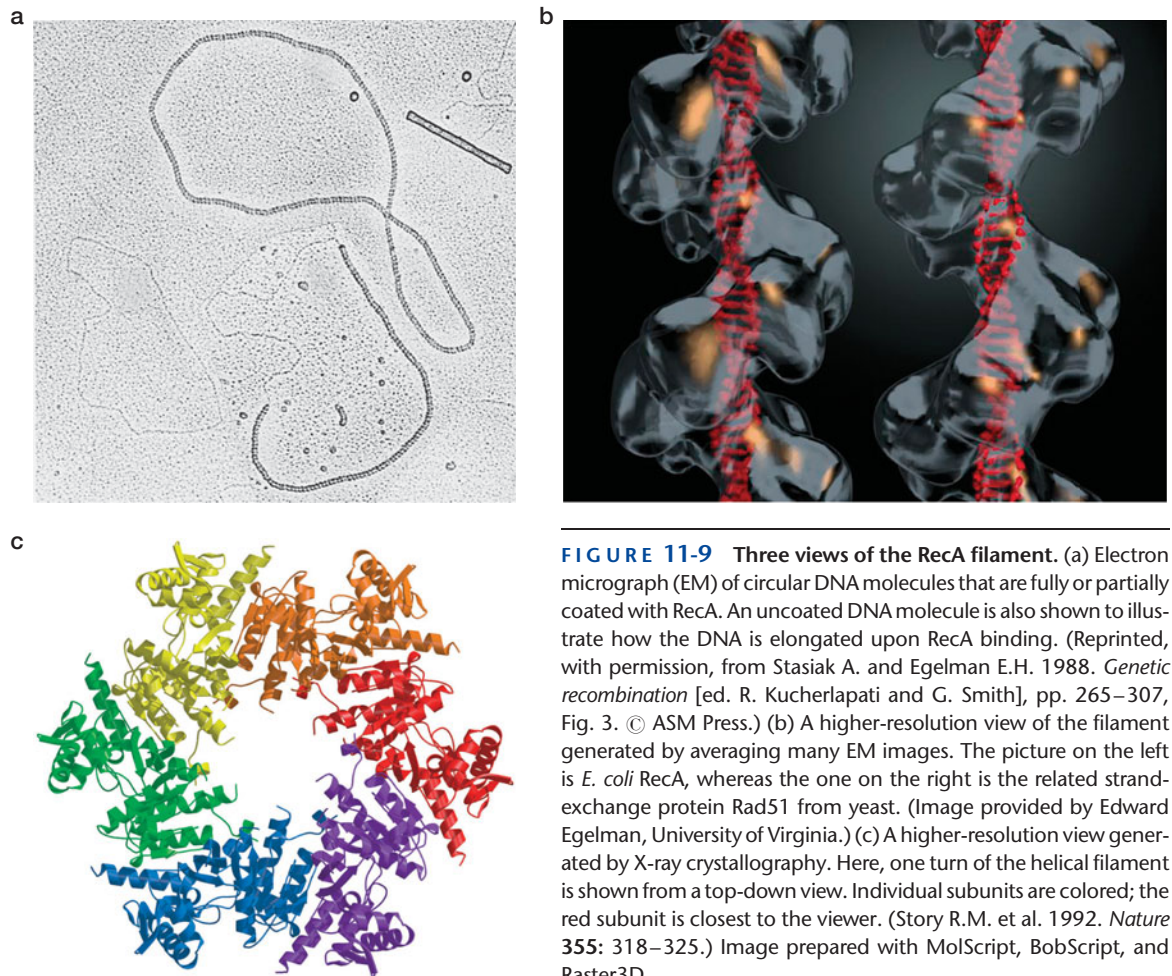 a
b
c
FIGURE 11-9 Three views of the RecA filament. (a) Electron
micrograph (EM) of circular DNA molecules that are fully or partially
coated with RecA. An uncoated DNA molecule is also shown to illus-
trate how the DNA is elongated upon RecA binding. (Reprinted,
with permission, from Stasiak A. and Egelman E.H. 1988. Genetic
recombination [ed. R. Kucherlapati and G. Smith], pp. 265–307,
Fig. 3. © ASM Press.) (b) A higher-resolution view of the filament
generated by averaging many EM images. The picture on the left
is E. coli RecA, whereas the one on the right is the related strand-
exchange protein Rad51 from yeast. (Image provided by Edward
Egelman, University of Virginia.) (c) A higher-resolution view gener-
ated by X-ray crystallography. Here, one turn of the helical filament
is shown from a top-down view. Individual subunits are colored; the
red subunit is closest to the viewer. (Story R.M. et al. 1992. Nature
355: 318–325.) Image prepared with MolScript, BobScript, and
Raster3D